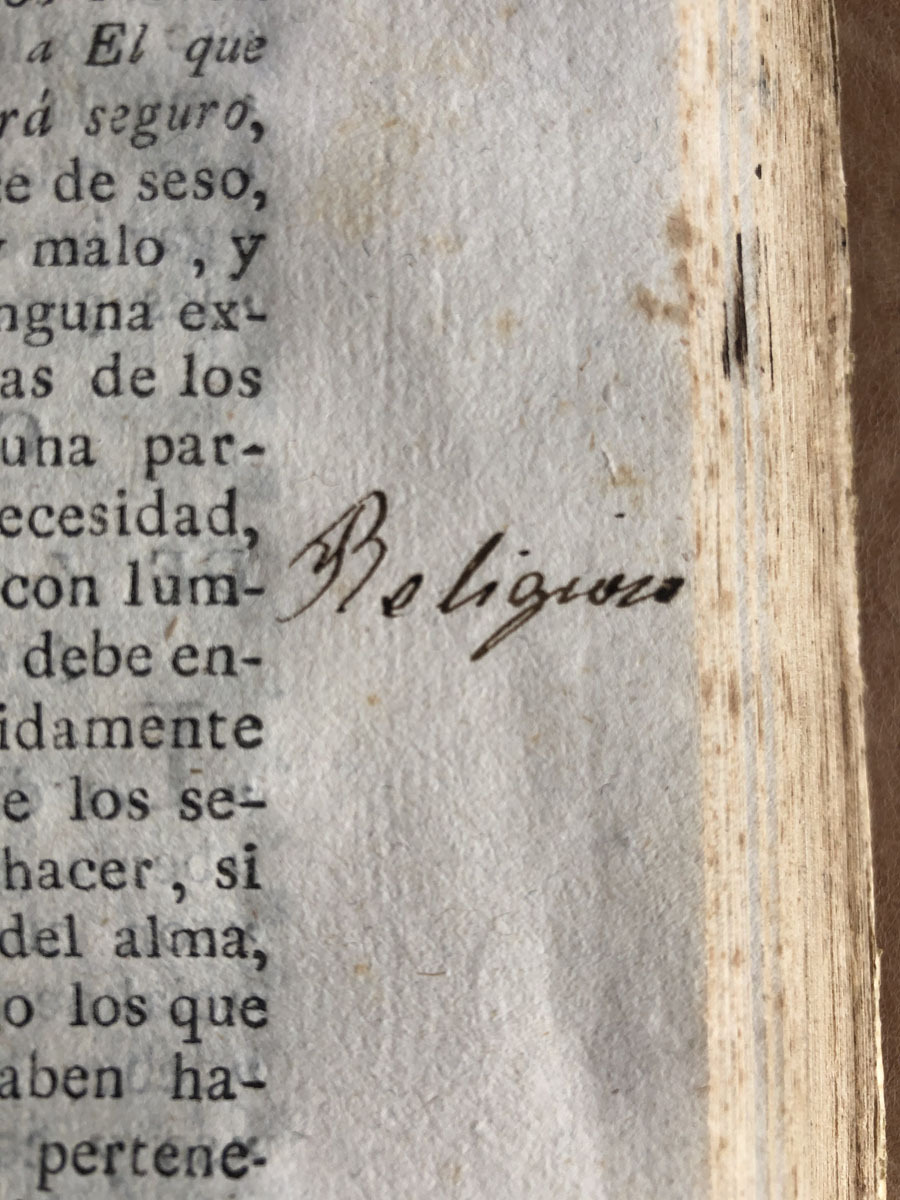 a El que
rá seguro,
e de seso,
y malo, y
nguna ex-
as de los
una par-
ecesidad,
con lum-
debe en-
idamente
e los se-
hacer, si
del alma,
o los que
aben ha-
pertene-
Religion